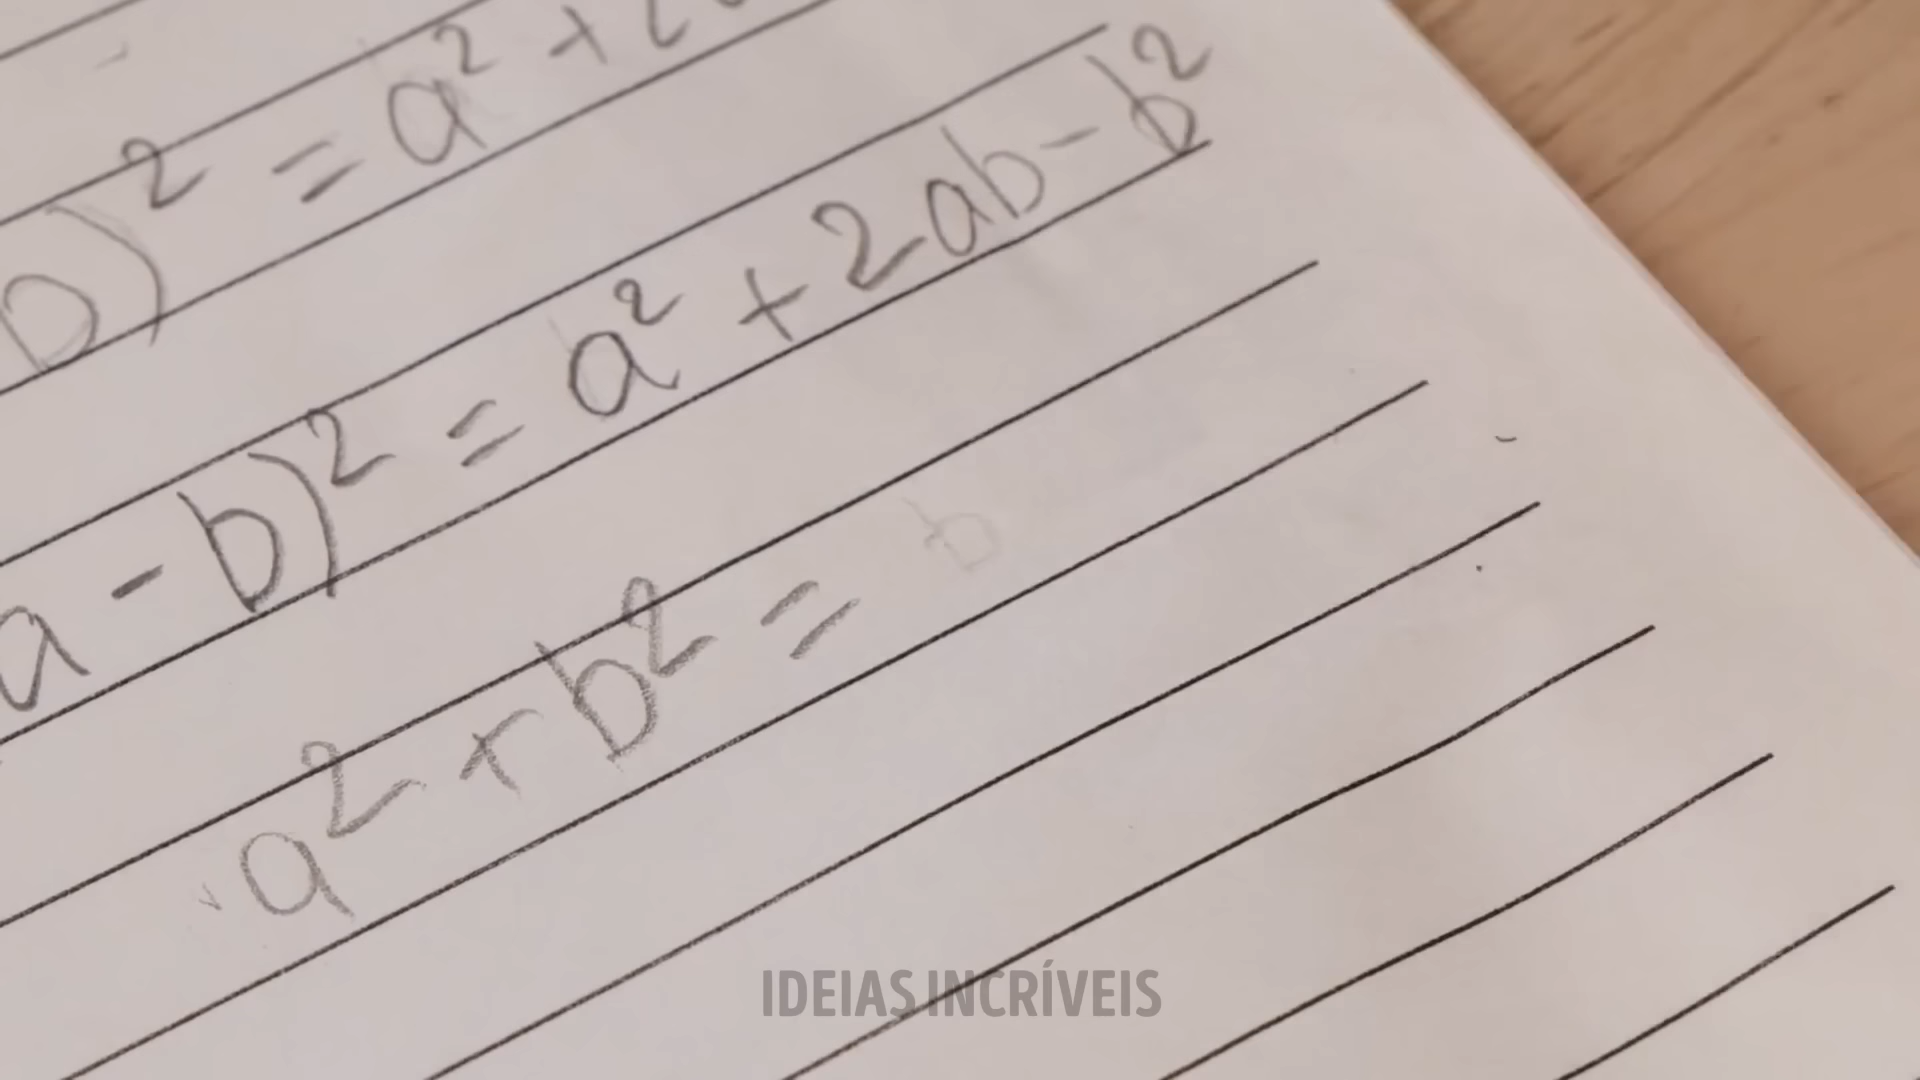 b)² = a² + 2
a - b)² = a² + 2ab - b²
a² + b² = b
IDEIAS INCRÍVEIS